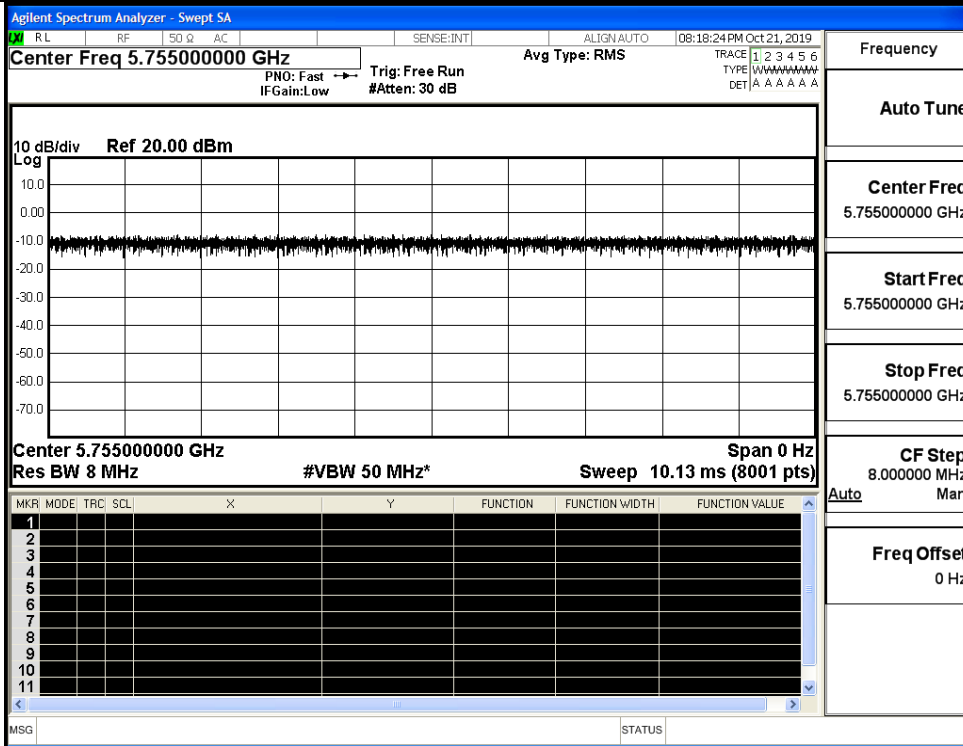 Agilent Spectrum Analyzer - Swept SA
LXI RL RF 50 Ω AC SENSE:INT ALIGN AUTO 08:18:24 PM Oct 21, 2019
Center Freq 5.755000000 GHz
PNO: Fast
IFGain:Low
Trig: Free Run
#Atten: 30 dB
Avg Type: RMS
TRACE 1 2 3 4 5 6
TYPE WWWWWW
DET A A A A A A
10 dB/div Ref 20.00 dBm
Log
10.0
0.00
-10.0
-20.0
-30.0
-40.0
-50.0
-60.0
-70.0
Center 5.755000000 GHz Span 0 Hz
Res BW 8 MHz #VBW 50 MHz* Sweep 10.13 ms (8001 pts)
MKR MODE TRC SCL X Y FUNCTION FUNCTION WIDTH FUNCTION VALUE
1
2
3
4
5
6
7
8
9
10
11
MSG STATUS
Frequency
Auto Tune
Center Freq
5.755000000 GHz
Start Freq
5.755000000 GHz
Stop Freq
5.755000000 GHz
CF Step
8.000000 MHz
Auto Man
Freq Offset
0 Hz